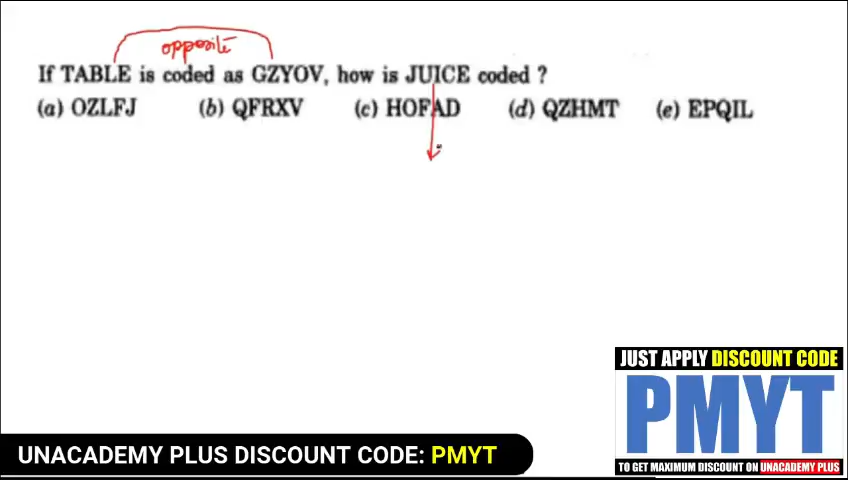 opposite
If TABLE is coded as GZYOV, how is JUICE coded ?
(a) OZLFJ (b) QFRXV (c) HOFAD (d) QZHMT (e) EPQIL
JUST APPLY DISCOUNT CODE
PMYT
TO GET MAXIMUM DISCOUNT ON UNACADEMY PLUS
UNACADEMY PLUS DISCOUNT CODE: PMYT